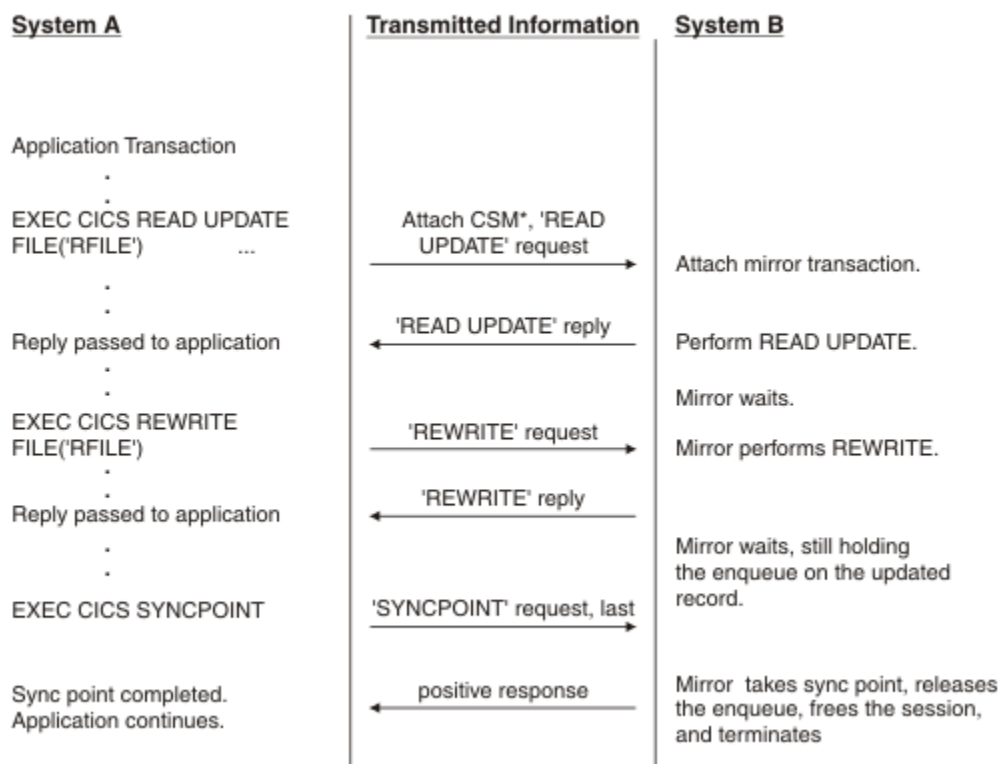 System A
Transmitted Information
System B
Application Transaction
.
.
EXEC CICS READ UPDATE
FILE('RFILE') ...
Attach CSM*, 'READ
UPDATE' request
Attach mirror transaction.
.
.
Reply passed to application
'READ UPDATE' reply
Perform READ UPDATE.
.
.
Mirror waits.
EXEC CICS REWRITE
FILE('RFILE')
'REWRITE' request
Mirror performs REWRITE.
.
.
'REWRITE' reply
Reply passed to application
.
.
Mirror waits, still holding
the enqueue on the updated
record.
EXEC CICS SYNCPOINT
'SYNCPOINT' request, last
Sync point completed.
Application continues.
positive response
Mirror takes sync point, releases
the enqueue, frees the session,
and terminates